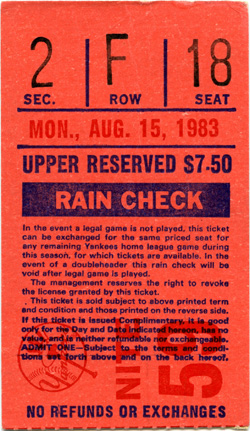 2 F 18
SEC. ROW SEAT
MON., AUG. 15, 1983
UPPER RESERVED $7.50
RAIN CHECK
In the event a legal game is not played, this ticket
can be exchanged for the same priced seat for
any remaining Yankees home league game during
this season, for which tickets are available. In the
event of a doubleheader this rain check will be
void after legal game is played.
The management reserves the right to revoke
the license granted by this ticket.
This ticket is sold subject to above printed term
and condition and those printed on the reverse side.
If this ticket is issued Complimentary, it is good
only for the Day and Date indicated hereon, has no
value, and is neither refundable nor exchangeable.
ADMIT ONE—Subject to the terms and condi-
tions set forth above and on the back hereof.
NO REFUNDS OR EXCHANGES